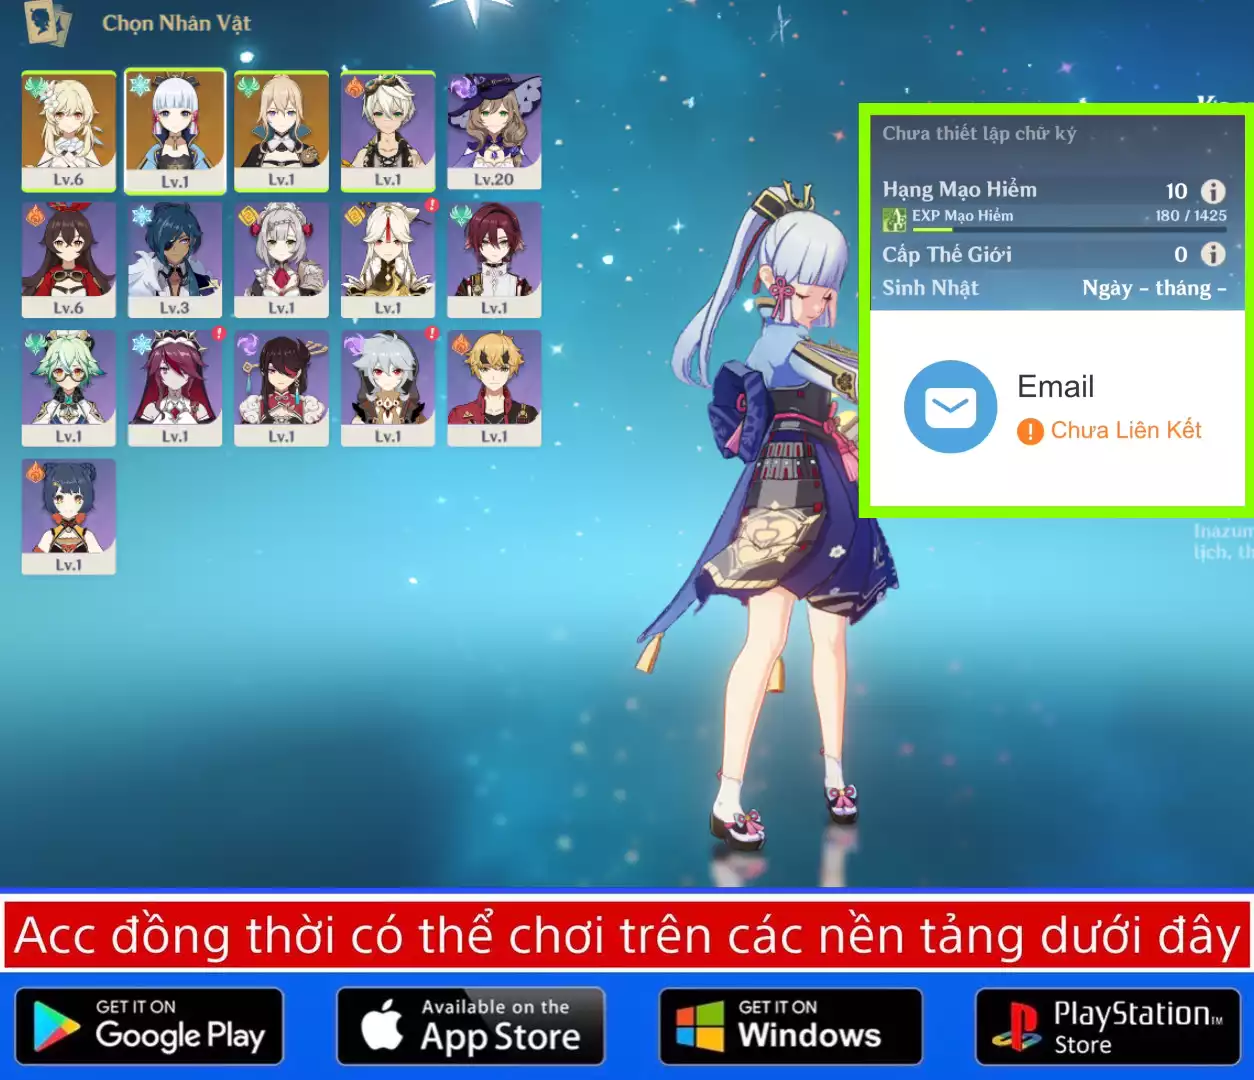 Chọn Nhân Vật
Lv.6
Lv.1
Lv.1
Lv.1
Lv.20
Lv.6
Lv.3
Lv.1
Lv.1
Lv.1
Lv.1
Lv.1
Lv.1
Lv.1
Lv.1
Lv.1
Chưa thiết lập chữ ký
Hạng Mạo Hiểm 10
EXP Mạo Hiểm 180 / 1425
Cấp Thế Giới 0
Sinh Nhật Ngày - tháng -
Email
Chưa Liên Kết
lịch, th
Acc đồng thời có thể chơi trên các nền tảng dưới đây
GET IT ON
Google Play
Available on the
App Store
GET IT ON
Windows
PlayStation™
Store